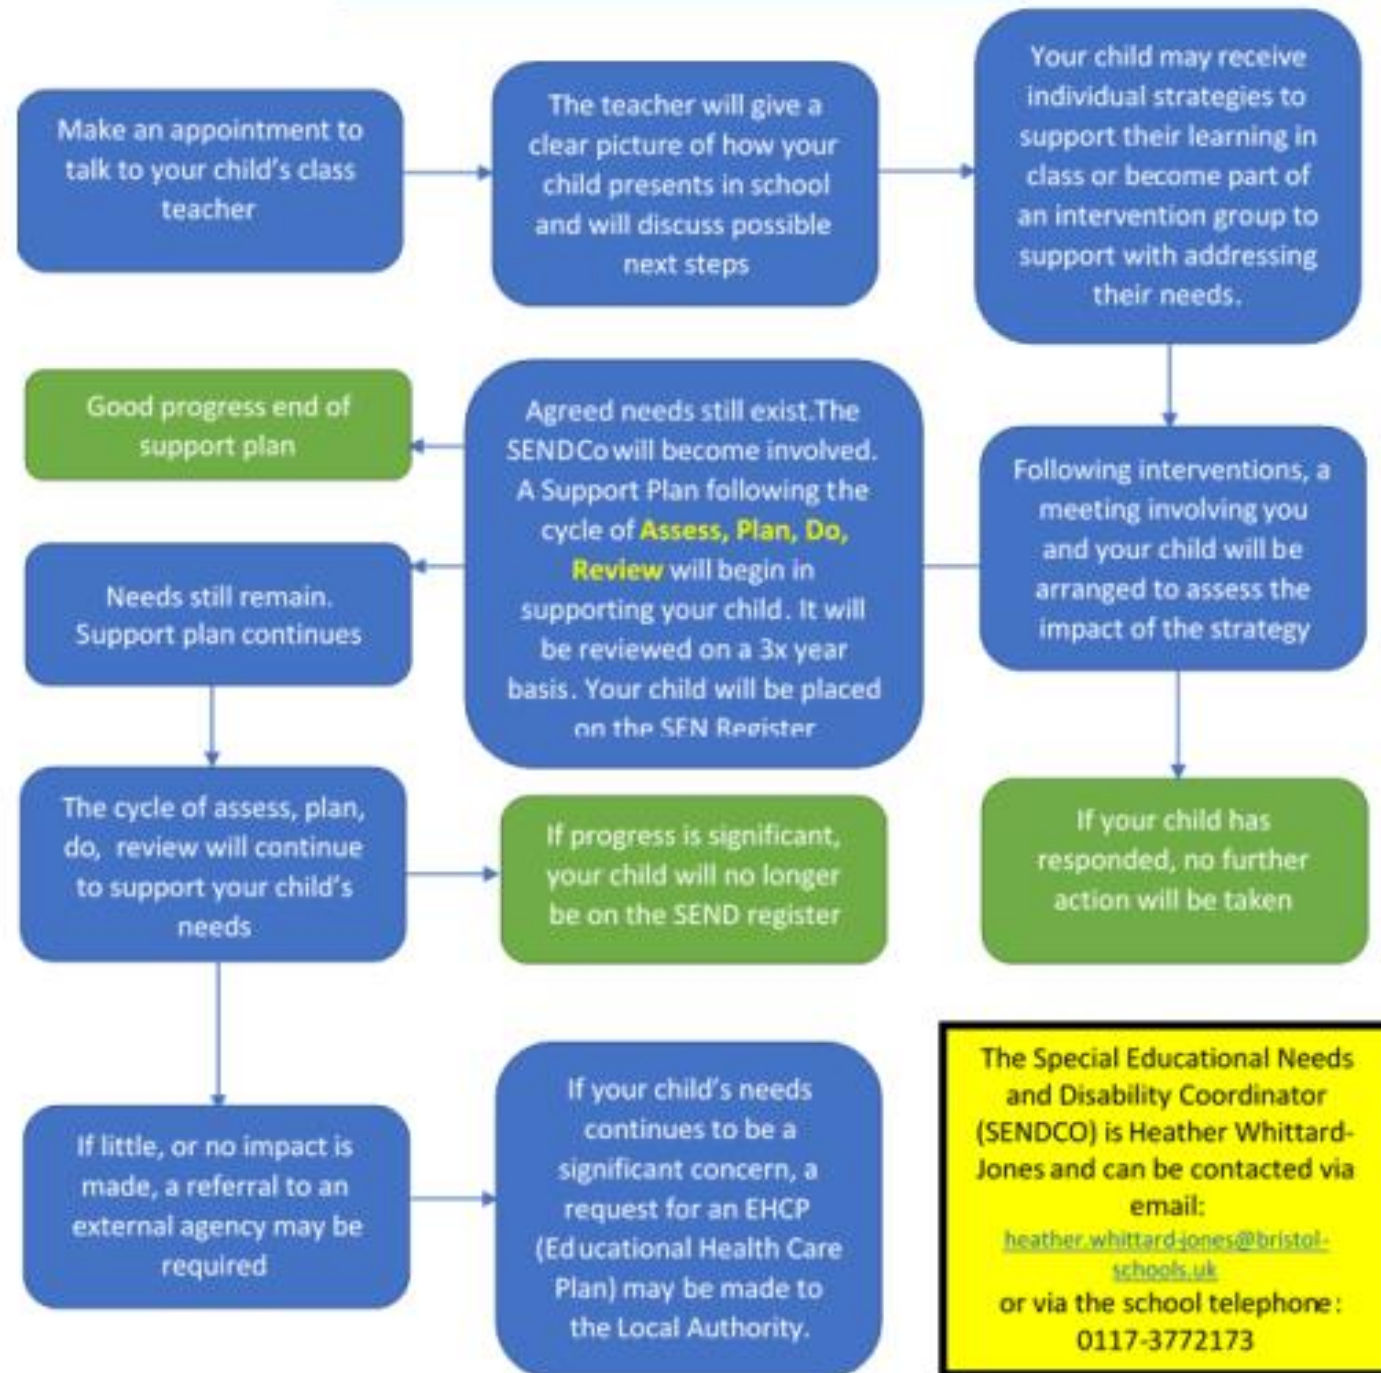 Make an appointment to
talk to your child's class
teacher
The teacher will give a
clear picture of how your
child presents in school
and will discuss possible
next steps
Your child may receive
individual strategies to
support their learning in
class or become part of
an intervention group to
support with addressing
their needs.
Following interventions, a
meeting involving you
and your child will be
arranged to assess the
impact of the strategy
If your child has
responded, no further
action will be taken
Agreed needs still exist.The
SENDCo will become involved.
A Support Plan following the
cycle of Assess, Plan, Do,
Review will begin in
supporting your child. It will
be reviewed on a 3x year
basis. Your child will be placed
on the SEN Register
Good progress end of
support plan
Needs still remain.
Support plan continues
The cycle of assess, plan,
do, review will continue
to support your child's
needs
If progress is significant,
your child will no longer
be on the SEND register
If little, or no impact is
made, a referral to an
external agency may be
required
If your child's needs
continues to be a
significant concern, a
request for an EHCP
(Educational Health Care
Plan) may be made to
the Local Authority.
The Special Educational Needs
and Disability Coordinator
(SENDCO) is Heather Whittard-
Jones and can be contacted via
email:
heather.whittard-jones@bristol-
schools.uk
or via the school telephone:
0117-3772173